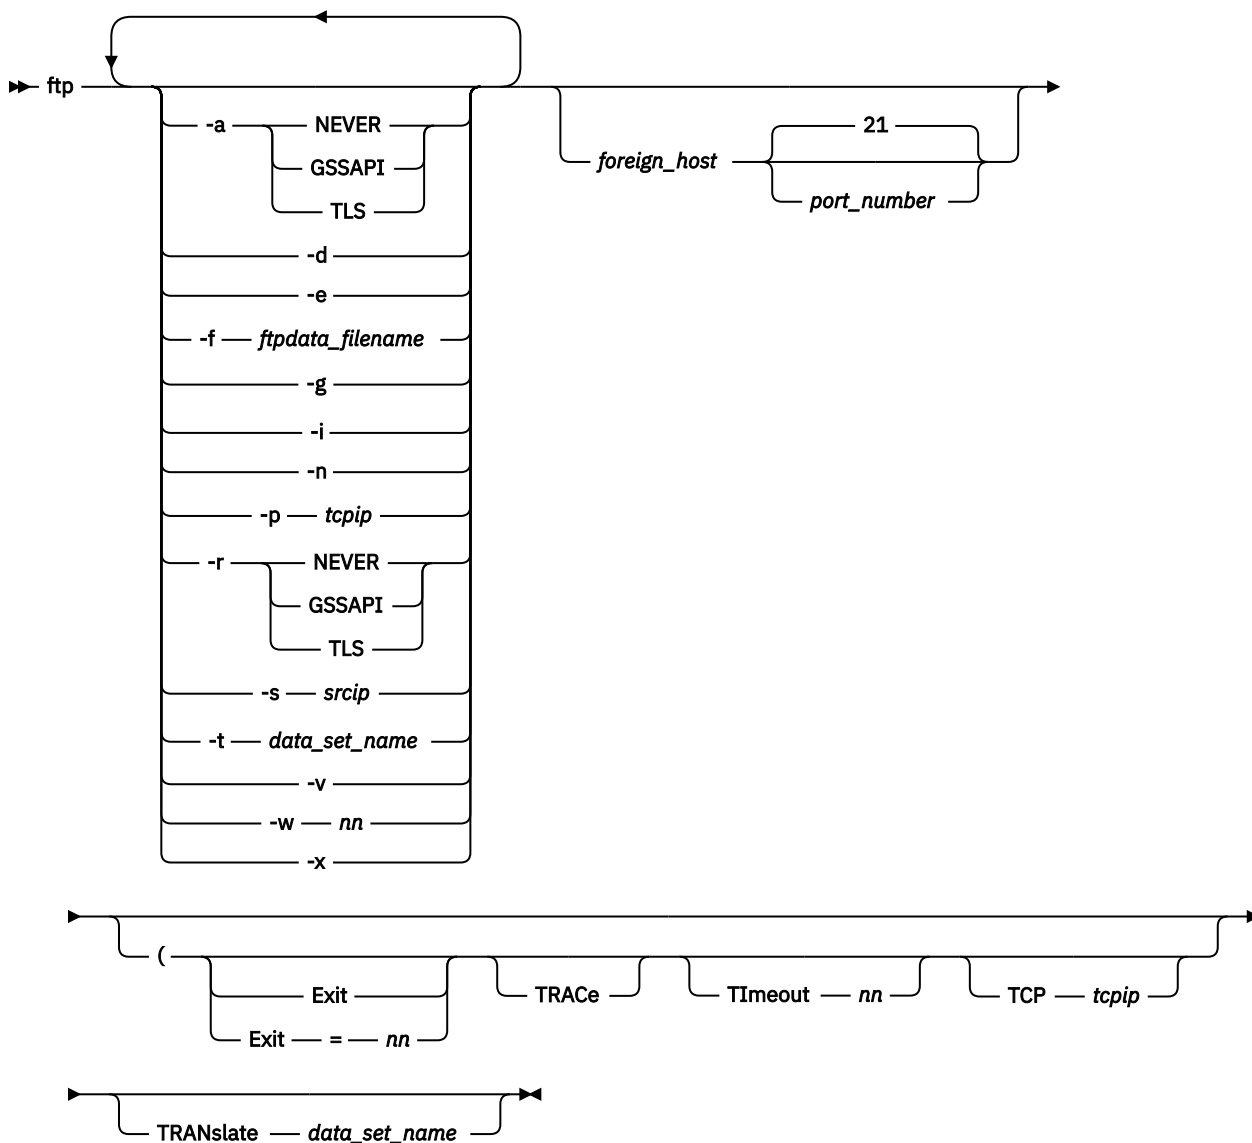 ftp
-a NEVER
GSSAPI
TLS
-d
-e
-f ftpdata_filename
-g
-i
-n
-p tcpip
-r NEVER
GSSAPI
TLS
-s srcip
-t data_set_name
-v
-w nn
-x
21
foreign_host
port_number
(
Exit
Exit = nn
TRACe
TImeout nn
TCP tcpip
TRANslate data_set_name